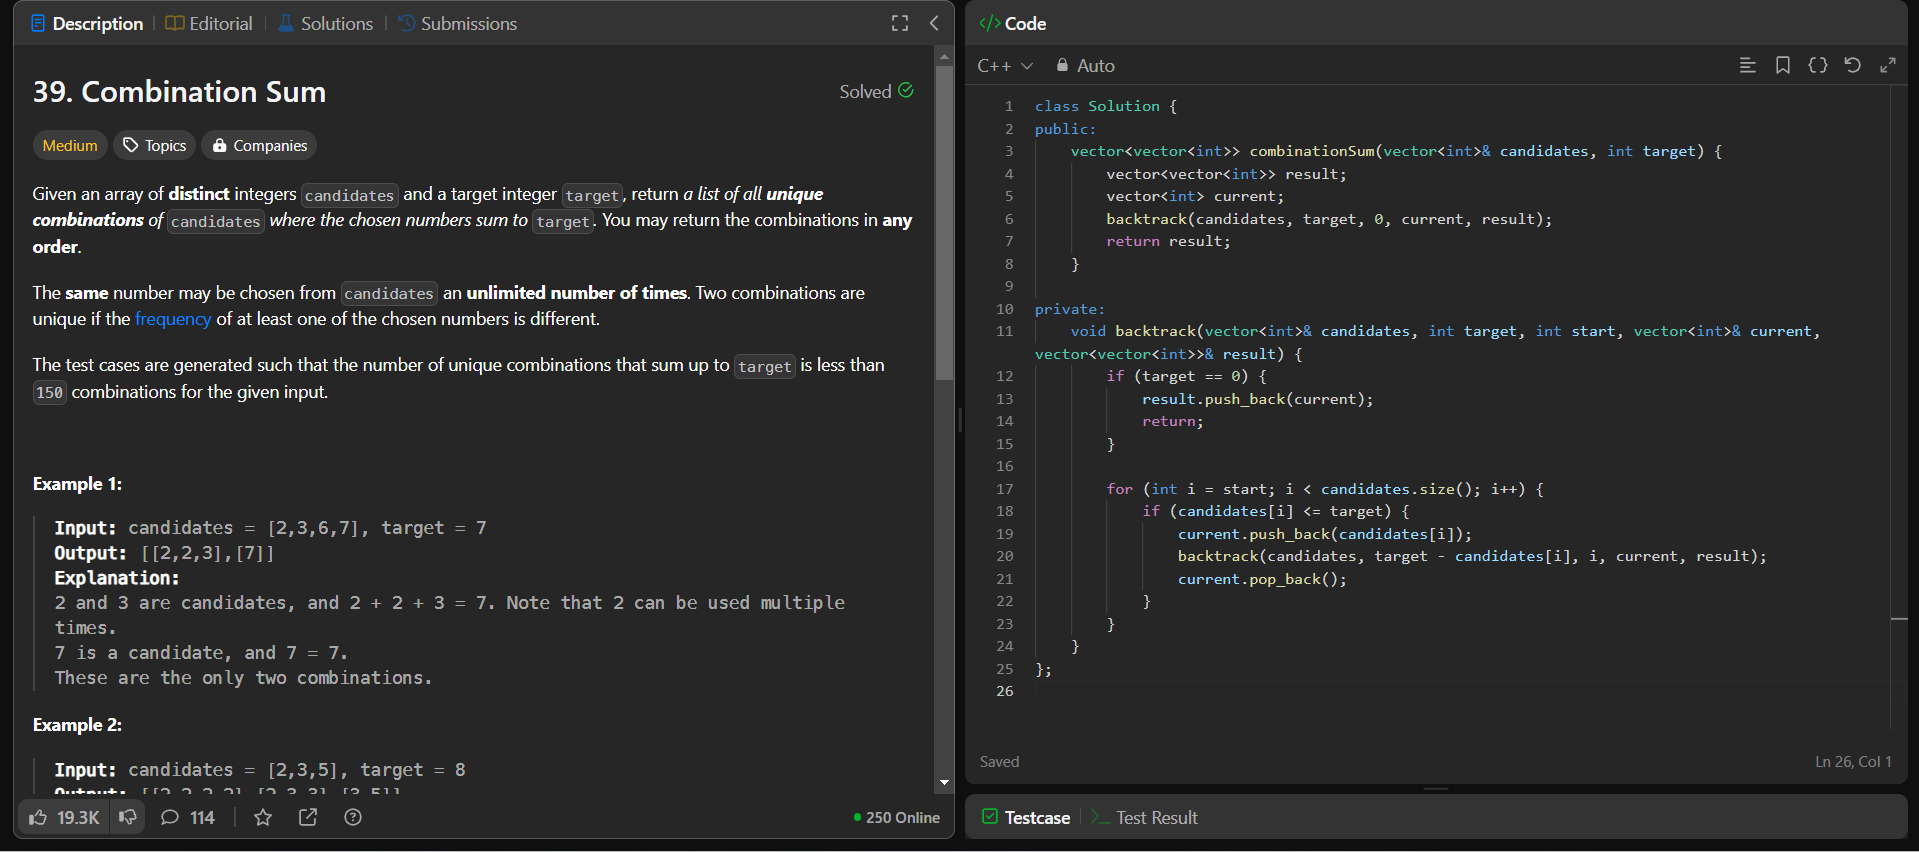 Description
Editorial
Solutions
Submissions
39. Combination Sum
Solved
Medium
Topics
Companies
Given an array of distinct integers candidates and a target integer target, return a list of all unique
combinations of candidates where the chosen numbers sum to target. You may return the combinations in any
order.
The same number may be chosen from candidates an unlimited number of times. Two combinations are
unique if the frequency of at least one of the chosen numbers is different.
The test cases are generated such that the number of unique combinations that sum up to target is less than
150 combinations for the given input.
Example 1:
Input: candidates = [2,3,6,7], target = 7
Output: [[2,2,3],[7]]
Explanation:
2 and 3 are candidates, and 2 + 2 + 3 = 7. Note that 2 can be used multiple
times.
7 is a candidate, and 7 = 7.
These are the only two combinations.
Example 2:
Input: candidates = [2,3,5], target = 8
Output: [[2,2,2,2],[2,3,3],[3,5]]
19.3K
114
250 Online
</> Code
C++
Auto
1 class Solution {
2 public:
3     vector<vector<int>> combinationSum(vector<int>& candidates, int target) {
4         vector<vector<int>> result;
5         vector<int> current;
6         backtrack(candidates, target, 0, current, result);
7         return result;
8     }
9
10 private:
11     void backtrack(vector<int>& candidates, int target, int start, vector<int>& current,
vector<vector<int>>& result) {
12         if (target == 0) {
13             result.push_back(current);
14             return;
15         }
16
17         for (int i = start; i < candidates.size(); i++) {
18             if (candidates[i] <= target) {
19                 current.push_back(candidates[i]);
20                 backtrack(candidates, target - candidates[i], i, current, result);
21                 current.pop_back();
22             }
23         }
24     }
25 };
26
Saved
Ln 26, Col 1
Testcase
Test Result